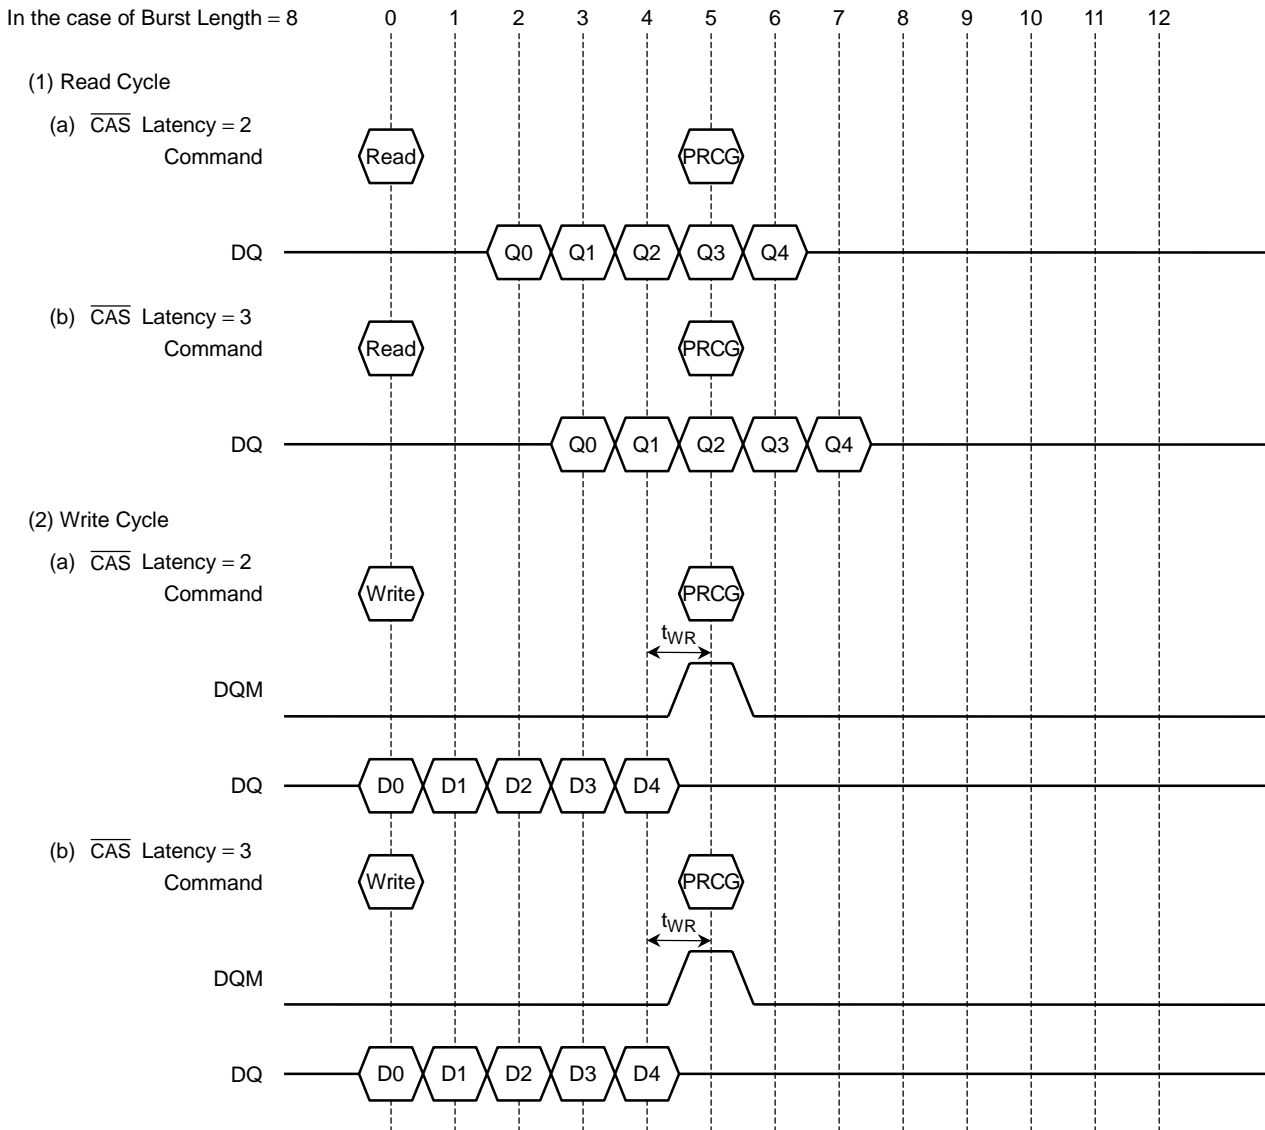 In the case of Burst Length = 8 0 1 2 3 4 5 6 7 8 9 10 11 12
(1) Read Cycle
(a) CAS Latency = 2
Command Read PRCG
DQ Q0 Q1 Q2 Q3 Q4
(b) CAS Latency = 3
Command Read PRCG
DQ Q0 Q1 Q2 Q3 Q4
(2) Write Cycle
(a) CAS Latency = 2
Command Write PRCG
tWR
DQM
DQ D0 D1 D2 D3 D4
(b) CAS Latency = 3
Command Write PRCG
tWR
DQM
DQ D0 D1 D2 D3 D4